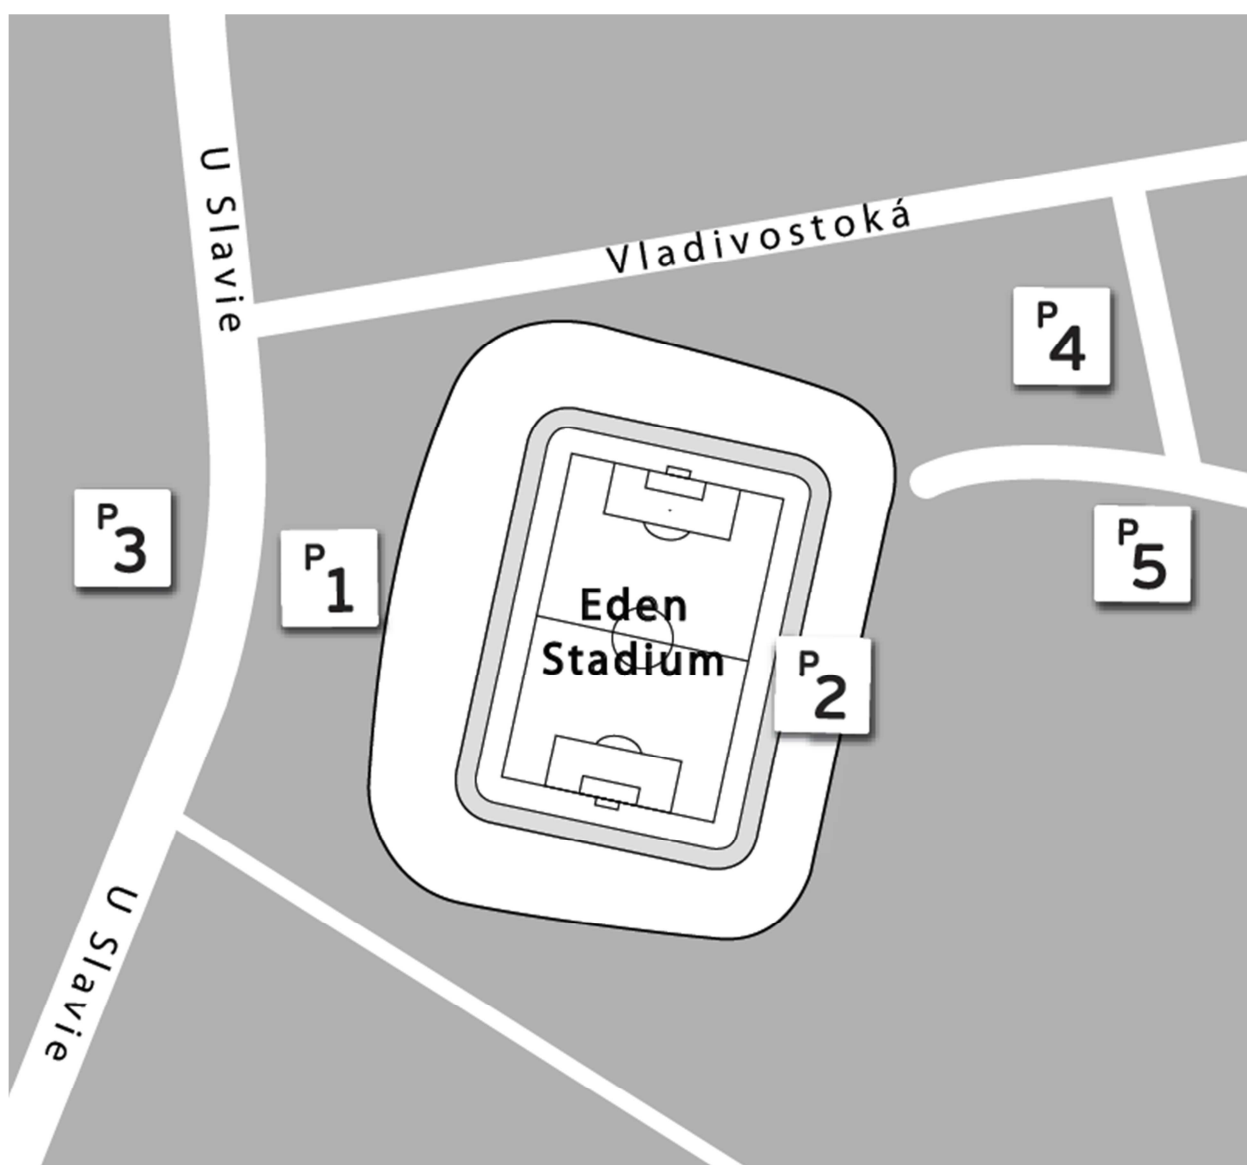 U Slavie
Vladivostoká
P4
P3
P1
P5
Eden
Stadium
P2
U Slavie